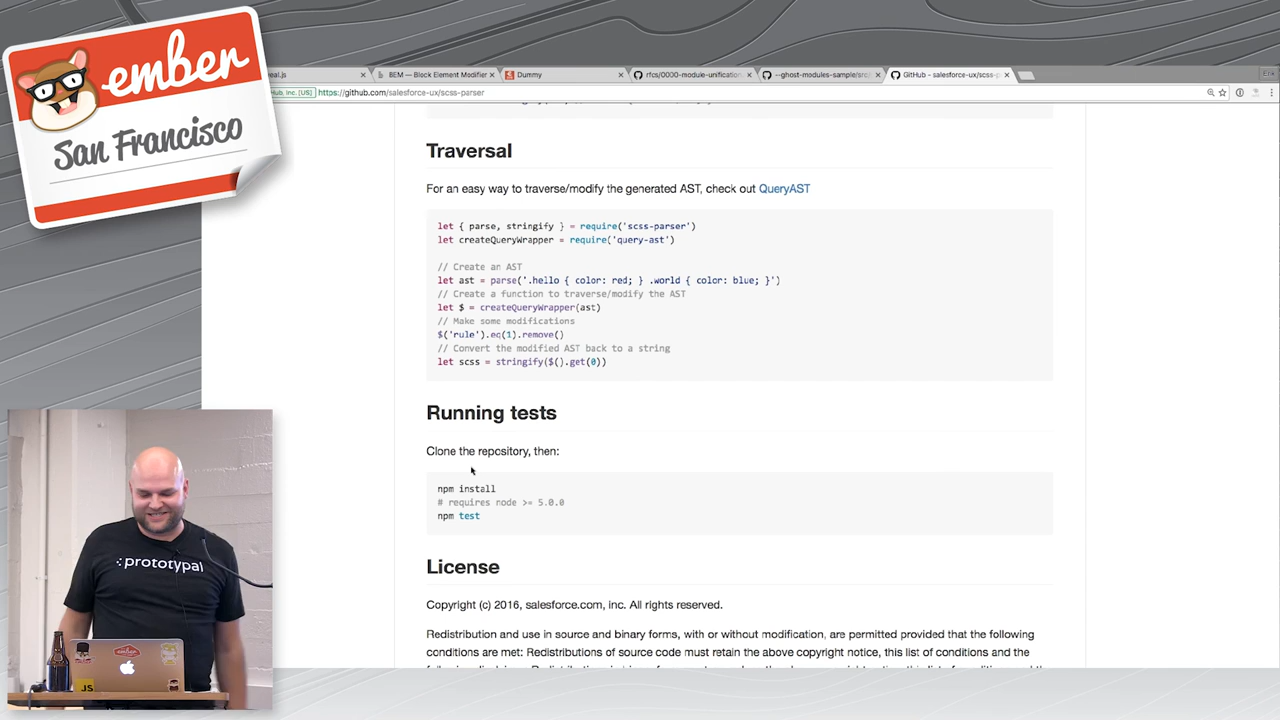 ember
San Francisco
eal.js
BEM — Block Element Modifier
Dummy
rfcs/0000-module-unification
--ghost-modules-sample/src
GitHub - salesforce-ux/scss-p
Hub, Inc. [US] https://github.com/salesforce-ux/scss-parser
Traversal
For an easy way to traverse/modify the generated AST, check out QueryAST
let { parse, stringify } = require('scss-parser')
let createQueryWrapper = require('query-ast')
// Create an AST
let ast = parse('.hello { color: red; } .world { color: blue; }')
// Create a function to traverse/modify the AST
let $ = createQueryWrapper(ast)
// Make some modifications
$('rule').eq(1).remove()
// Convert the modified AST back to a string
let scss = stringify($().get(0))
Running tests
Clone the repository, then:
npm install
# requires node >= 5.0.0
npm test
License
Copyright (c) 2016, salesforce.com, inc. All rights reserved.
Redistribution and use in source and binary forms, with or without modification, are permitted provided that the following
conditions are met: Redistributions of source code must retain the above copyright notice, this list of conditions and the
prototypal
JS